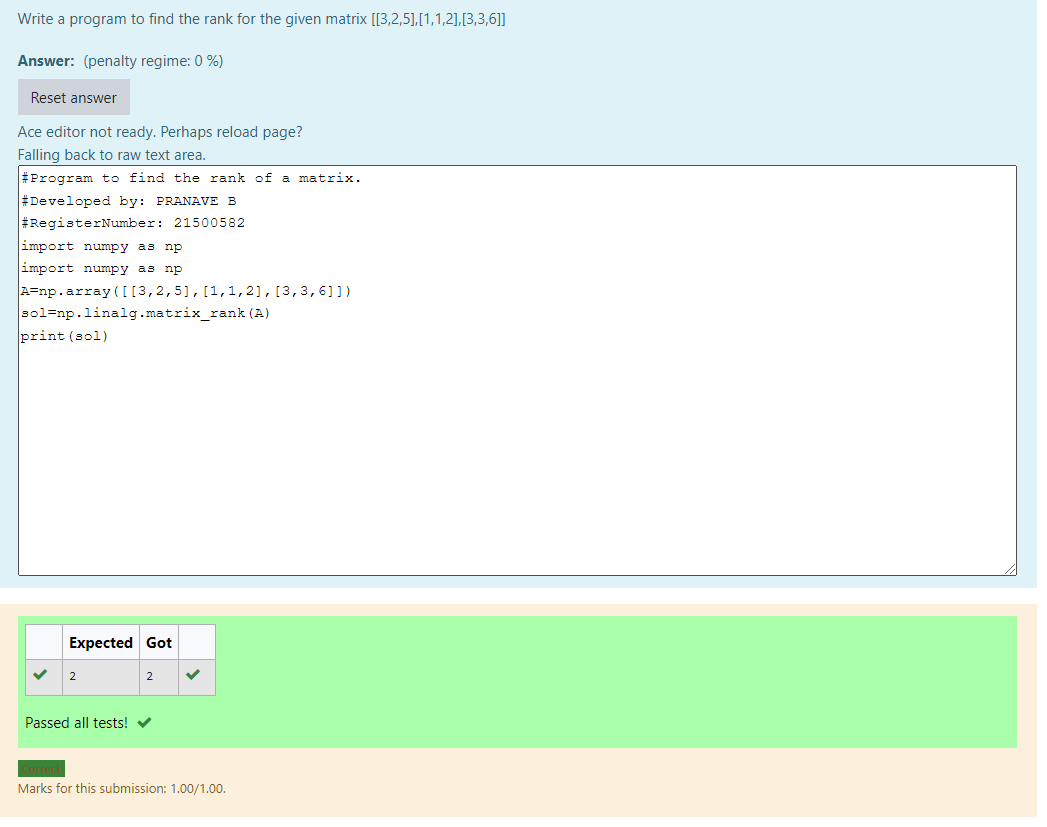 Write a program to find the rank for the given matrix [[3,2,5],[1,1,2],[3,3,6]]
Answer: (penalty regime: 0 %)
Reset answer
Ace editor not ready. Perhaps reload page?
Falling back to raw text area.
#Program to find the rank of a matrix.
#Developed by: PRANAVE B
#RegisterNumber: 21500582
import numpy as np
import numpy as np
A=np.array([[3,2,5],[1,1,2],[3,3,6]])
sol=np.linalg.matrix_rank(A)
print(sol)
Expected Got
2 2
Passed all tests!
Correct
Marks for this submission: 1.00/1.00.